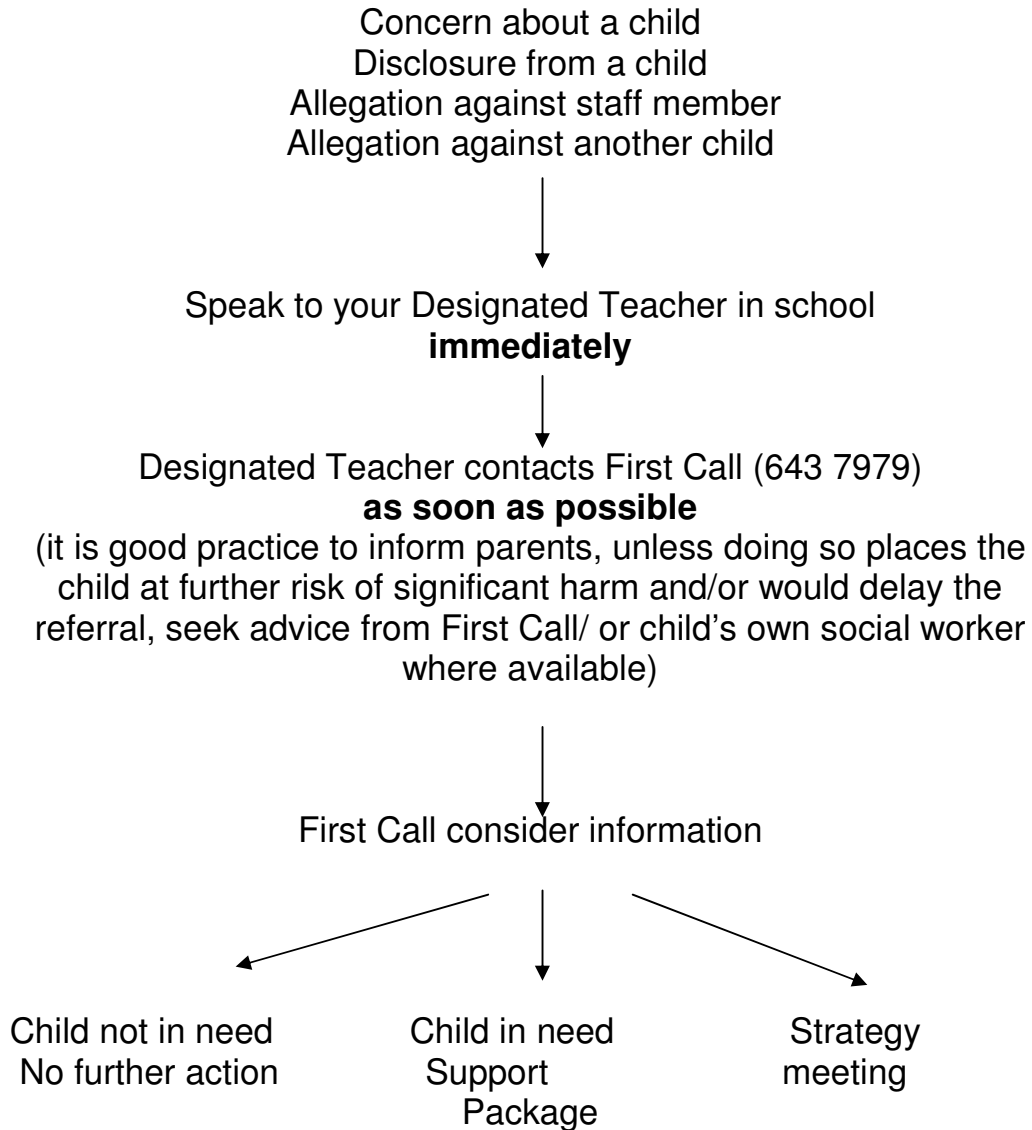 Concern about a child
Disclosure from a child
Allegation against staff member
Allegation against another child
Speak to your Designated Teacher in school
immediately
Designated Teacher contacts First Call (643 7979)
as soon as possible
(it is good practice to inform parents, unless doing so places the
child at further risk of significant harm and/or would delay the
referral, seek advice from First Call/ or child's own social worker
where available)
First Call consider information
Child not in need
No further action
Child in need
Support
Package
Strategy
meeting